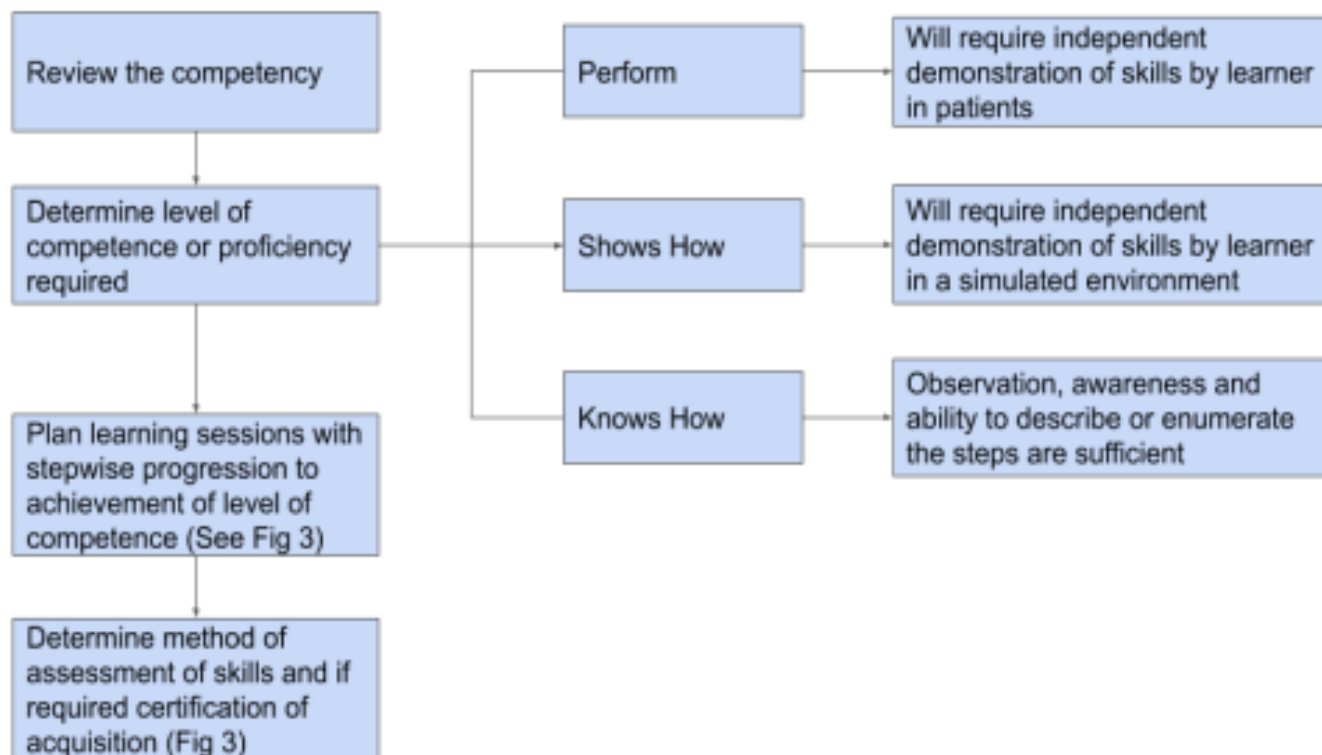 Review the competency
Determine level of
competence or proficiency
required
Plan learning sessions with
stepwise progression to
achievement of level of
competence (See Fig 3)
Determine method of
assessment of skills and if
required certification of
acquisition (Fig 3)
Perform
Will require independent
demonstration of skills by learner
in patients
Shows How
Will require independent
demonstration of skills by learner
in a simulated environment
Knows How
Observation, awareness and
ability to describe or enumerate
the steps are sufficient